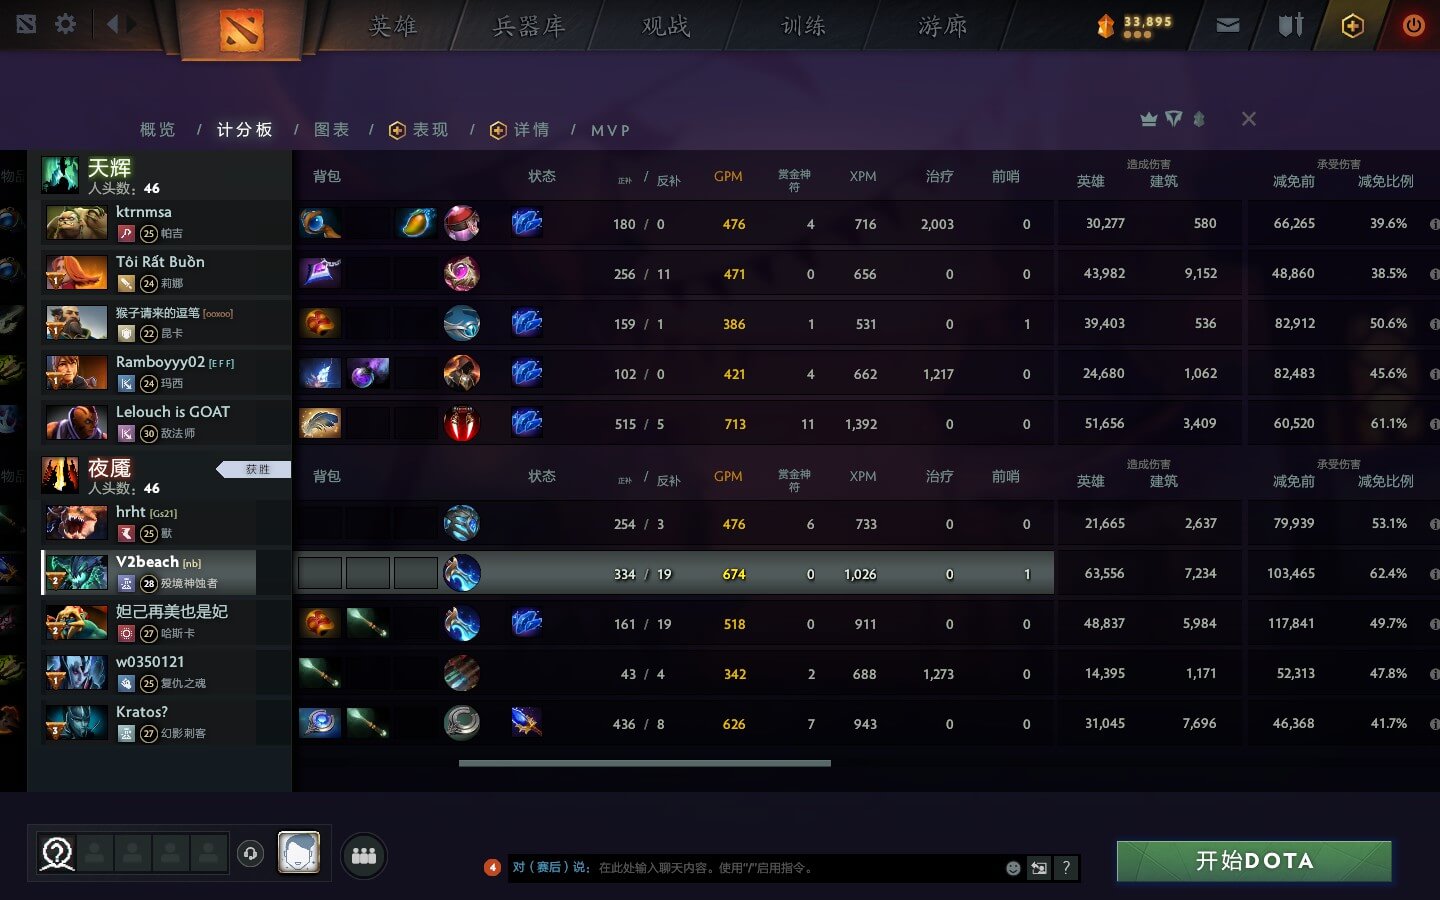 英雄 兵器库 观战 训练 游廊 33,895
概览 / 计分板 / 图表 / 表现 / 详情 / MVP
天辉
人头数: 46
背包 状态 正补 / 反补 GPM 赏金神符 XPM 治疗 前哨 造成伤害 英雄 建筑 承受伤害 减免前 减免比例
ktrnmsa
25 帕吉
180 / 0 476 4 716 2,003 0 30,277 580 66,265 39.6%
Tôi Rất Buồn
1 24 莉娜
256 / 11 471 0 656 0 0 43,982 9,152 48,860 38.5%
猴子请来的逗笔 [ooxoo]
1 22 昆卡
159 / 1 386 1 531 0 1 39,403 536 82,912 50.6%
Ramboyyy02 [EFF]
1 24 玛西
102 / 0 421 4 662 1,217 0 24,680 1,062 82,483 45.6%
Lelouch is GOAT
30 敌法师
515 / 5 713 11 1,392 0 0 51,656 3,409 60,520 61.1%
物品
夜魇
获胜
人头数: 46
背包 状态 正补 / 反补 GPM 赏金神符 XPM 治疗 前哨 造成伤害 英雄 建筑 承受伤害 减免前 减免比例
hrht [Gs21]
25 兽
254 / 3 476 6 733 0 0 21,665 2,637 79,939 53.1%
V2beach [nb]
2 28 殁境神蚀者
334 / 19 674 0 1,026 0 1 63,556 7,234 103,465 62.4%
妲己再美也是妃
2 27 哈斯卡
161 / 19 518 0 911 0 0 48,837 5,984 117,841 49.7%
w0350121
1 25 复仇之魂
43 / 4 342 2 688 1,273 0 14,395 1,171 52,313 47.8%
Kratos?
3 27 幻影刺客
436 / 8 626 7 943 0 0 31,045 7,696 46,368 41.7%
4 对（赛后）说: 在此处输入聊天内容。使用"/"启用指令。 ?
开始DOTA